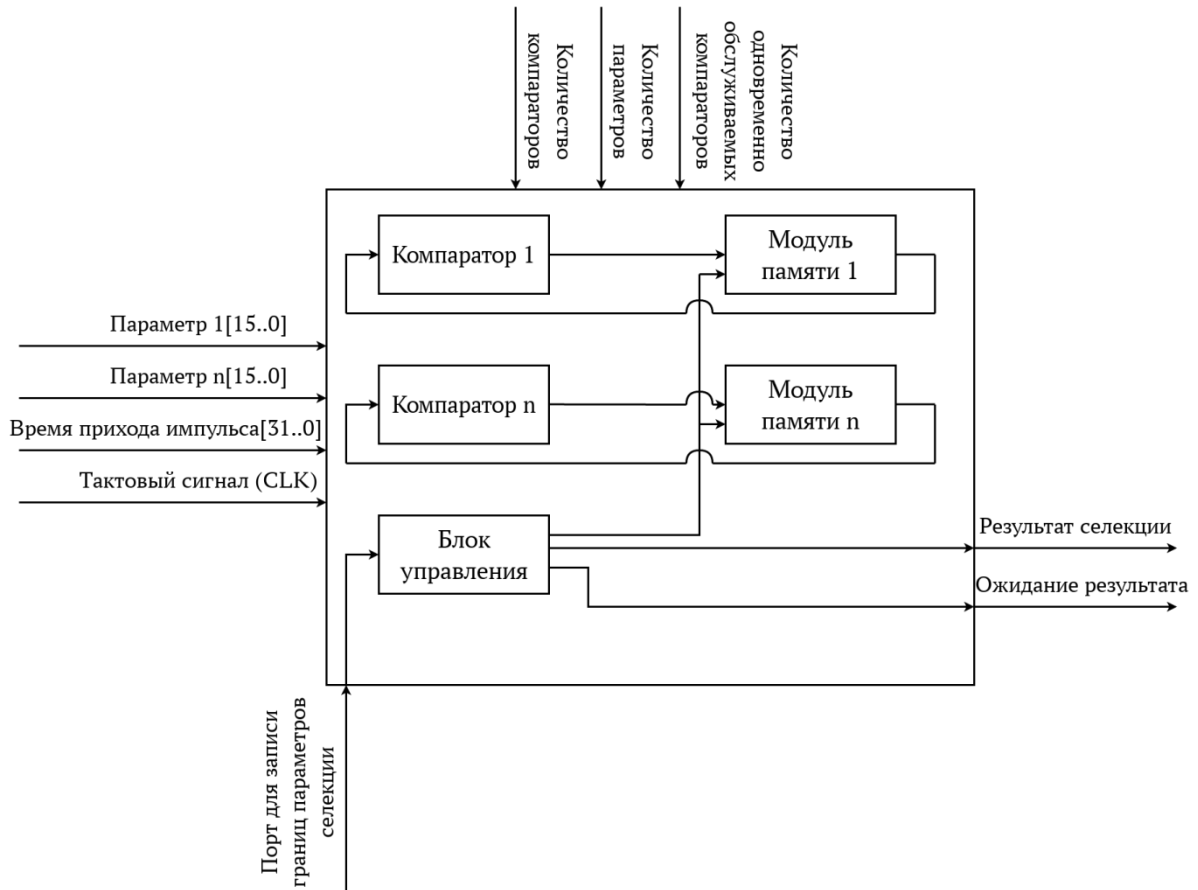 Количество
компараторов
Количество
параметров
Количество
одновременно
обслуживаемых
компараторов
Компаратор 1
Модуль
памяти 1
Параметр 1[15..0]
Параметр n[15..0]
Компаратор n
Модуль
памяти n
Время прихода импульса[31..0]
Тактовый сигнал (CLK)
Блок
управления
Результат селекции
Ожидание результата
Порт для записи
границ параметров
селекции